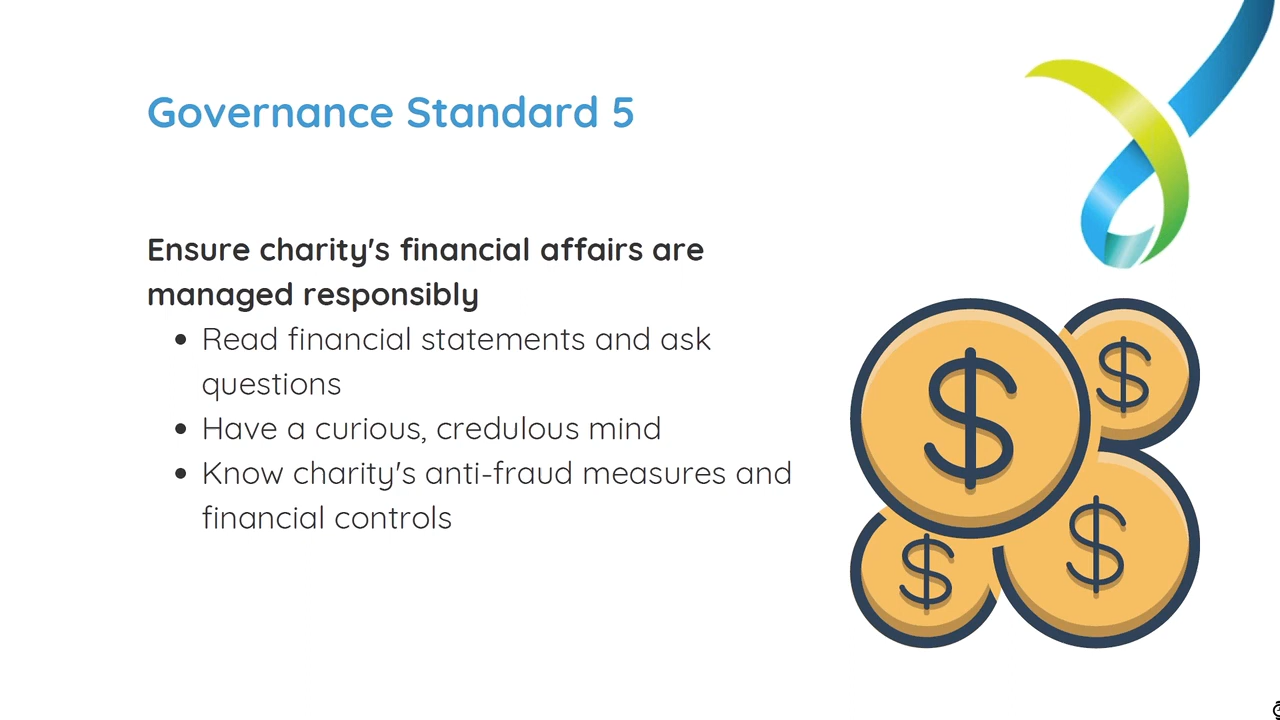 Governance Standard 5
Ensure charity's financial affairs are
managed responsibly
• Read financial statements and ask
questions
• Have a curious, credulous mind
• Know charity's anti-fraud measures and
financial controls
$
$
$
$